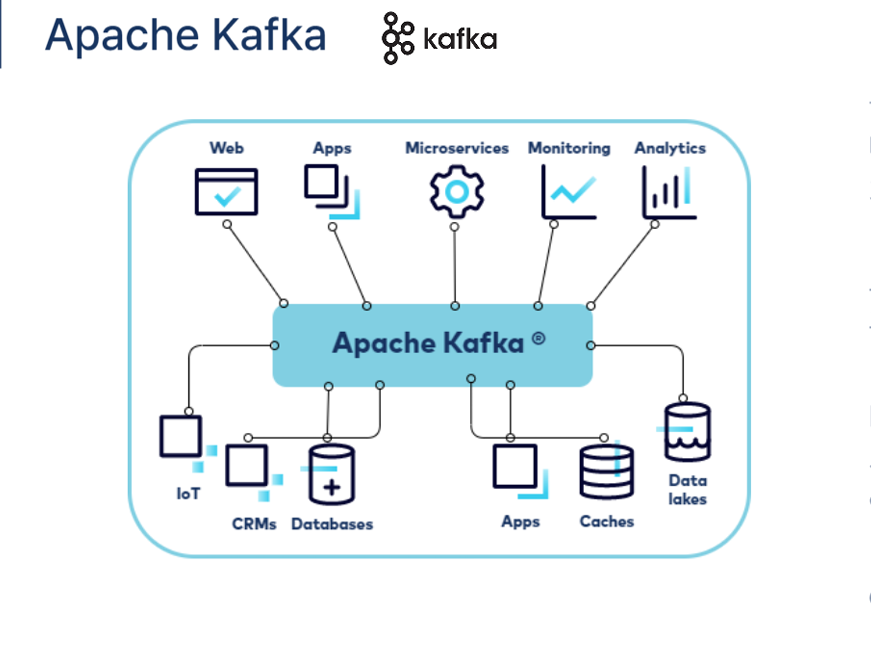 Apache Kafka
kafka
Web Apps Microservices Monitoring Analytics
Apache Kafka ®
IoT
CRMs Databases
Apps Caches
Data
lakes